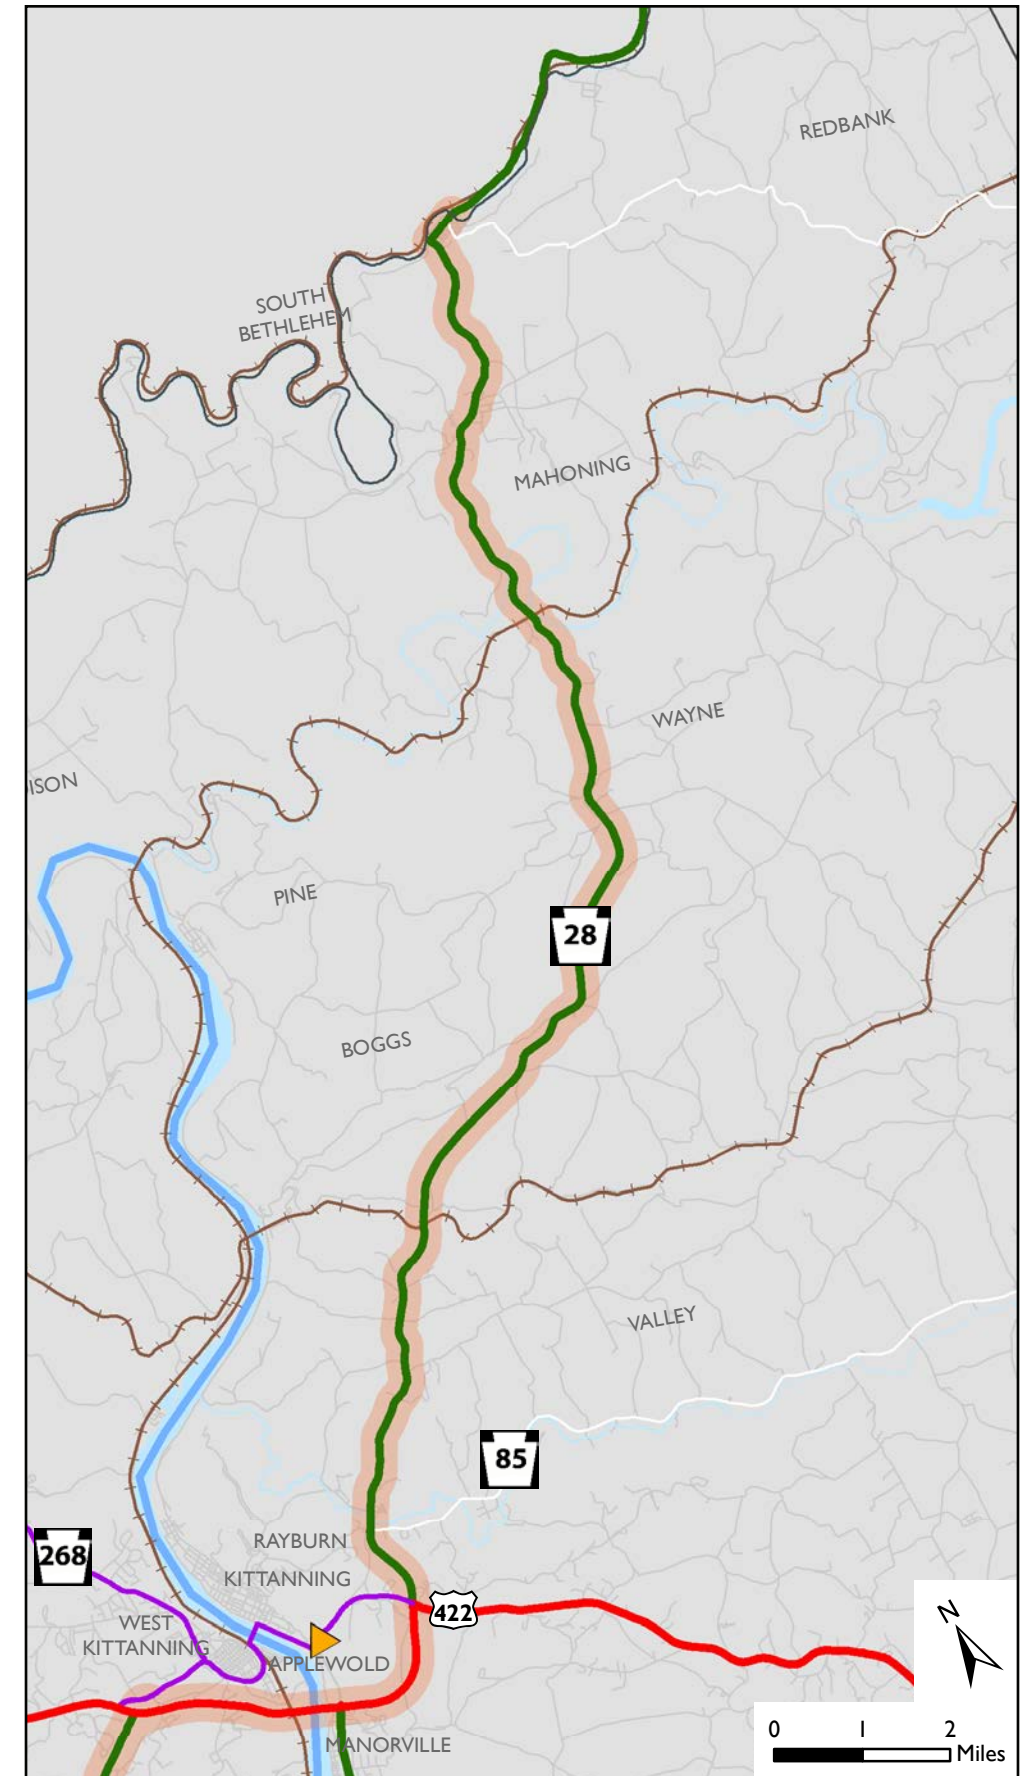 REDBANK
SOUTH
BETHLEHEM
MAHONING
WAYNE
ISON
PINE
28
BOGGS
VALLEY
85
RAYBURN
268
KITTANNING
422
WEST
KITTANNING
APPLEWOLD
MANORVILLE
N
0 1 2
Miles